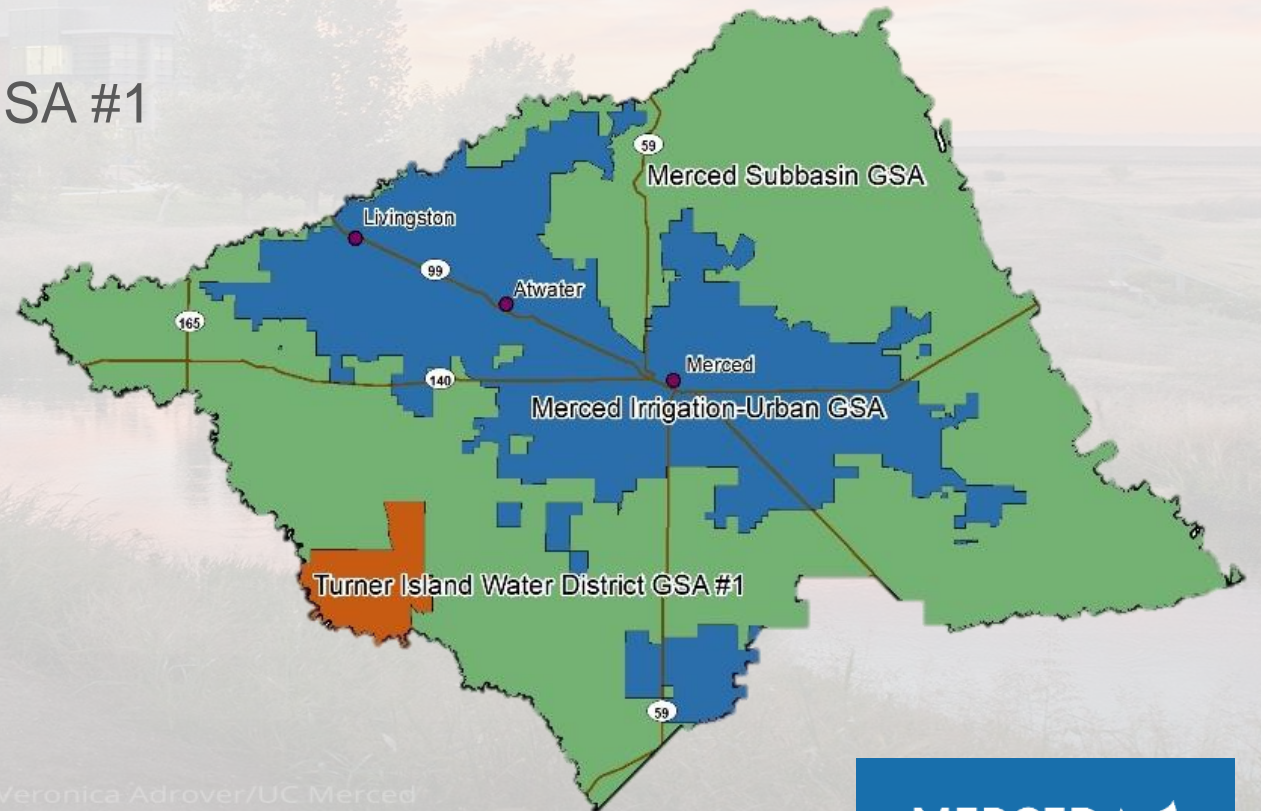 SA #1
59
Merced Subbasin GSA
Livingston
99
Atwater
165
Merced
140
Merced Irrigation-Urban GSA
Turner Island Water District GSA #1
59
Veronica Adrover/UC Merced
MERCED